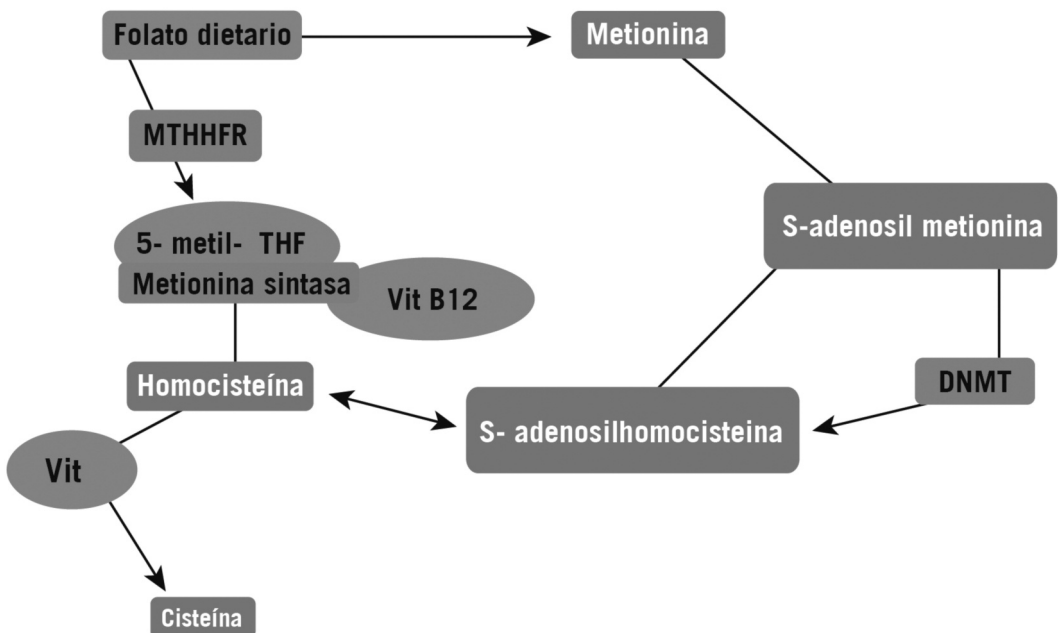 Folato dietario
Metionina
MTHHFR
S-adenosil metionina
5- metil- THF
Metionina sintasa
Vit B12
Homocisteína
DNMT
S- adenosilhomocisteina
Vit
Cisteína